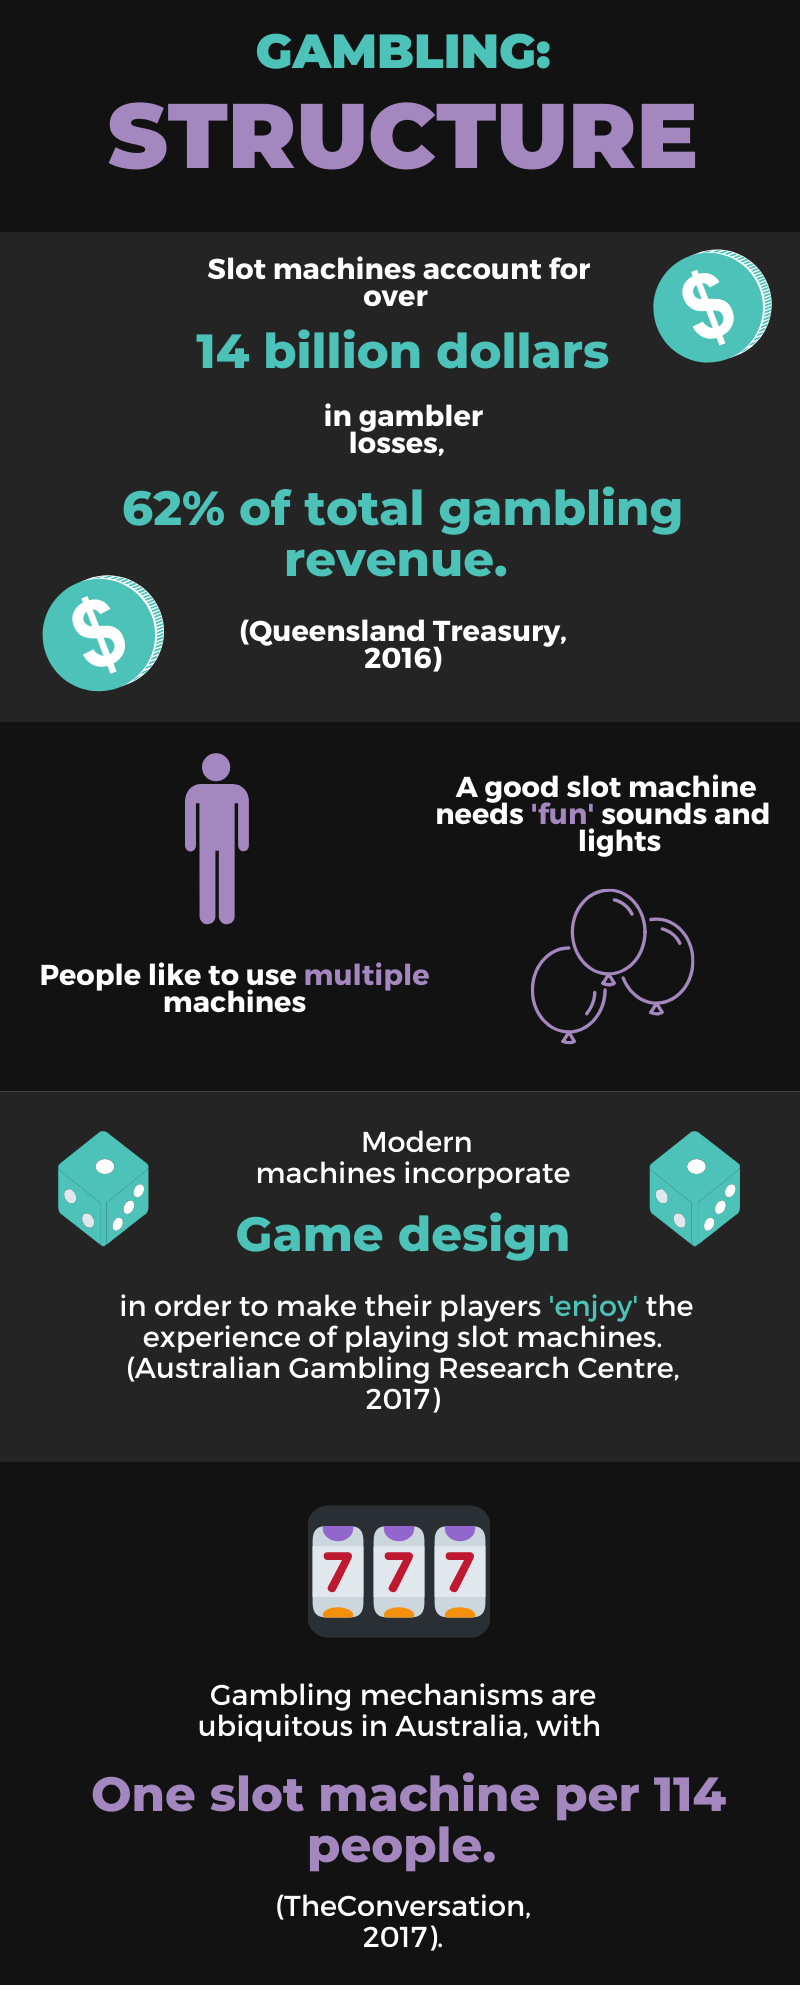 GAMBLING:
STRUCTURE
Slot machines account for
over
14 billion dollars
in gambler
losses,
62% of total gambling
revenue.
(Queensland Treasury,
2016)
A good slot machine
needs 'fun' sounds and
lights
People like to use multiple
machines
Modern
machines incorporate
Game design
in order to make their players 'enjoy' the
experience of playing slot machines.
(Australian Gambling Research Centre,
2017)
7 7 7
Gambling mechanisms are
ubiquitous in Australia, with
One slot machine per 114
people.
(TheConversation,
2017).